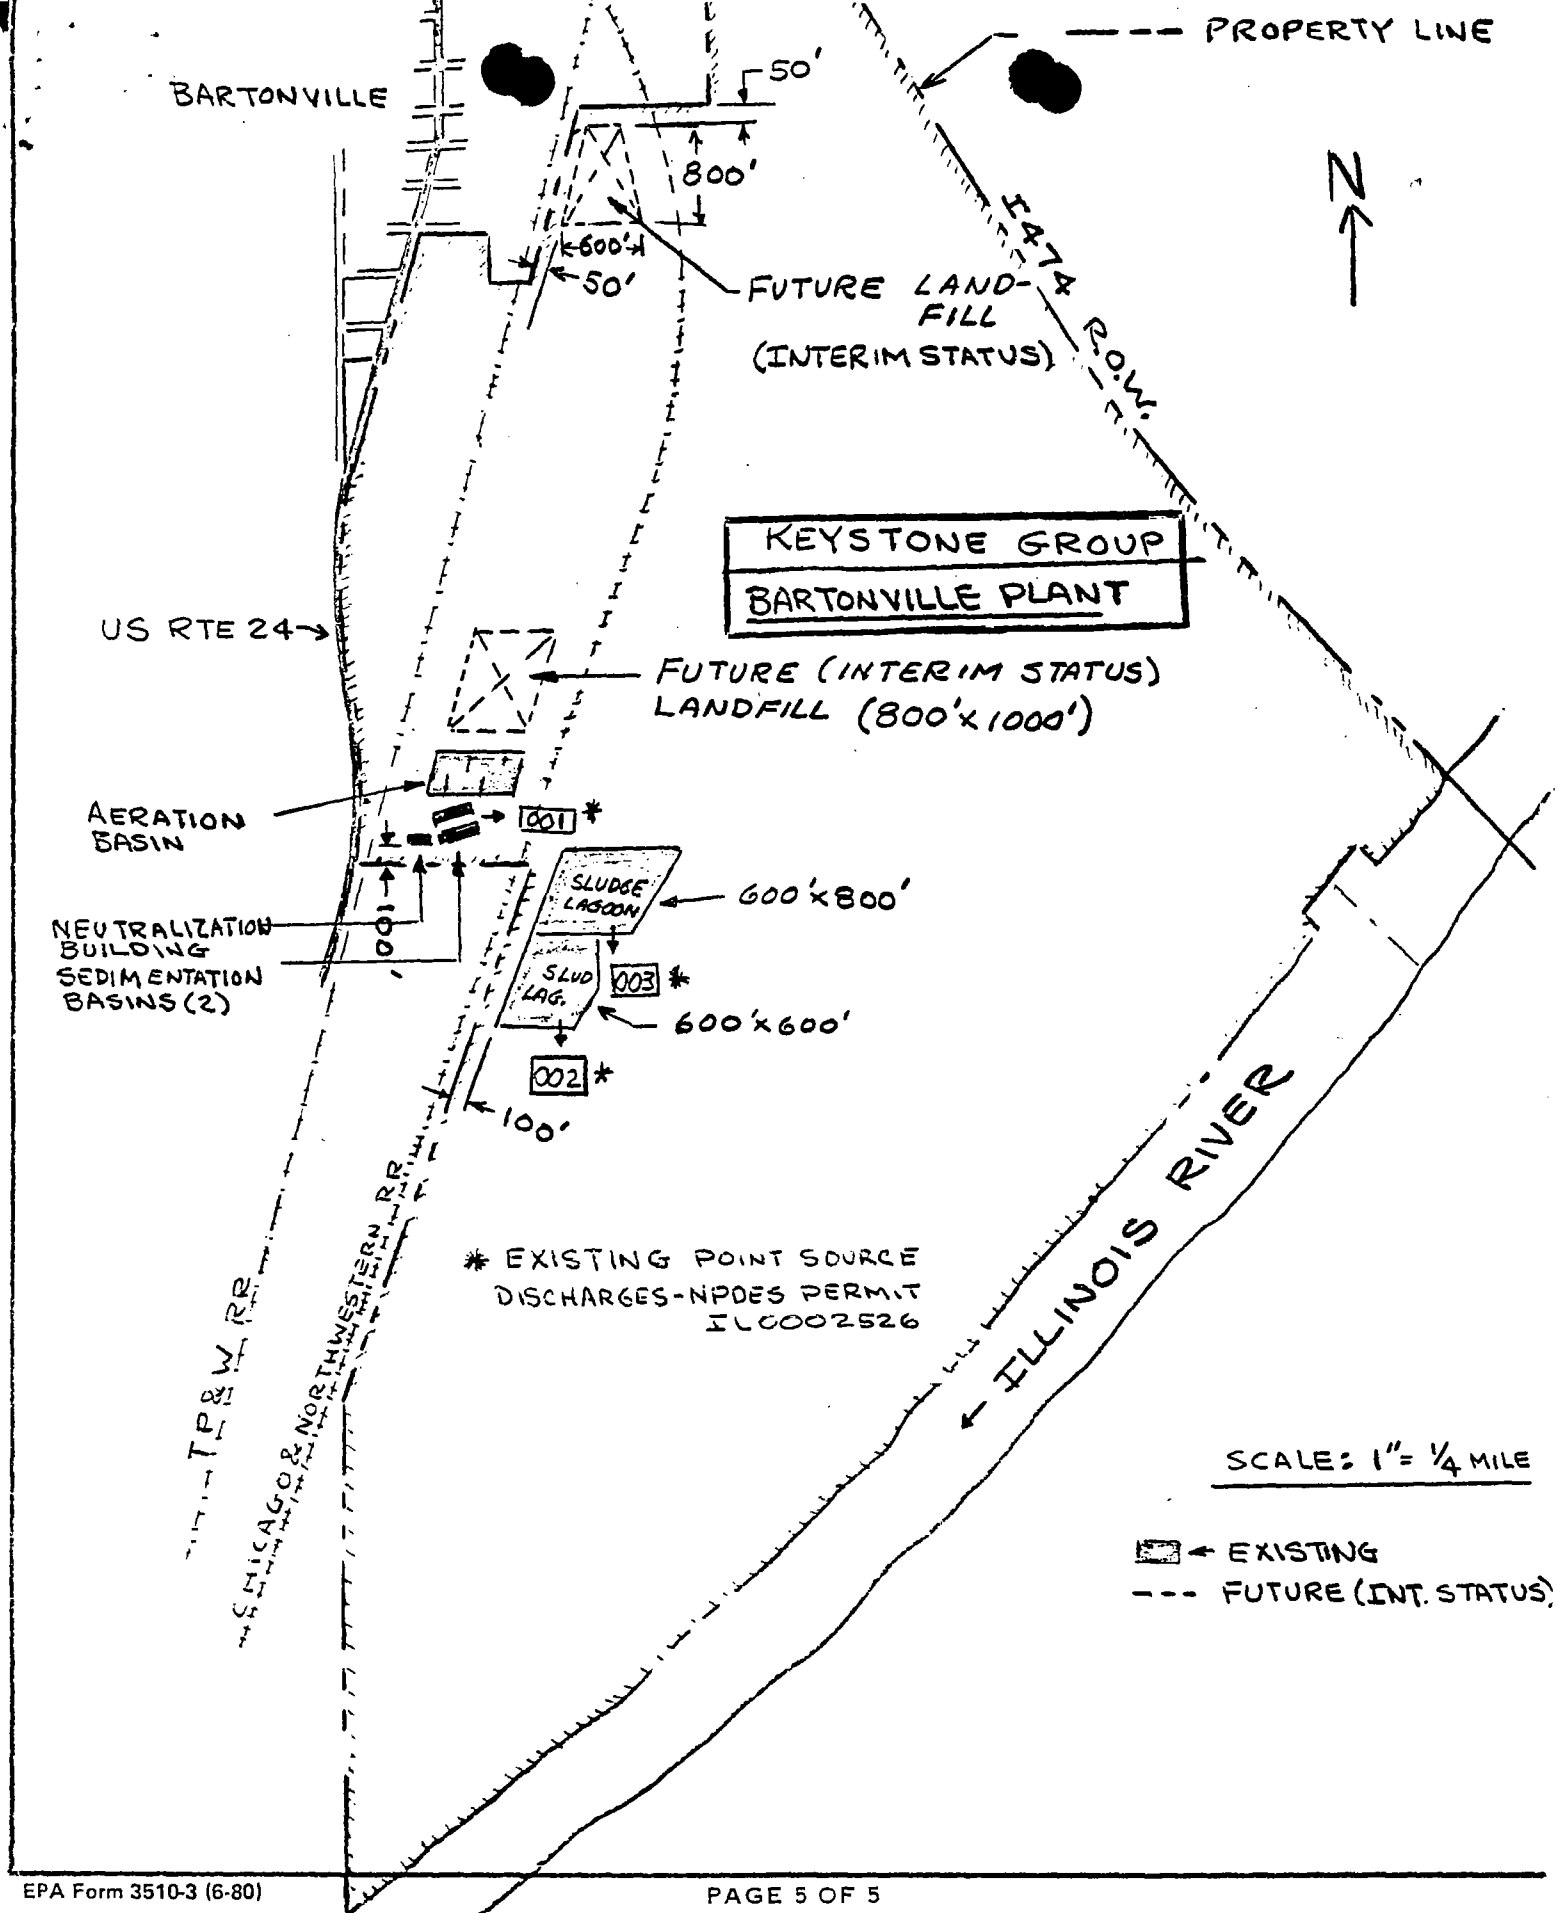 PROPERTY LINE
BARTONVILLE
50'
800'
N
I474
R.O.W.
600'
50'
FUTURE LAND-
FILL
(INTERIM STATUS)
KEYSTONE GROUP
BARTONVILLE PLANT
US RTE 24
FUTURE (INTERIM STATUS)
LANDFILL (800'x1000')
AERATION
BASIN
001 *
SLUDGE
LAGOON
600'x800'
NEUTRALIZATION
BUILDING
SEDIMENTATION
BASINS (2)
100'
SLUD
LAG.
003 *
600'x600'
002 *
100'
ILLINOIS RIVER
* EXISTING POINT SOURCE
DISCHARGES-NPDES PERMIT
IL0002526
TP&W RR
CHICAGO & NORTHWESTERN RR
SCALE: 1"= 1/4 MILE
EXISTING
--- FUTURE (INT. STATUS)
EPA Form 3510-3 (6-80)
PAGE 5 OF 5